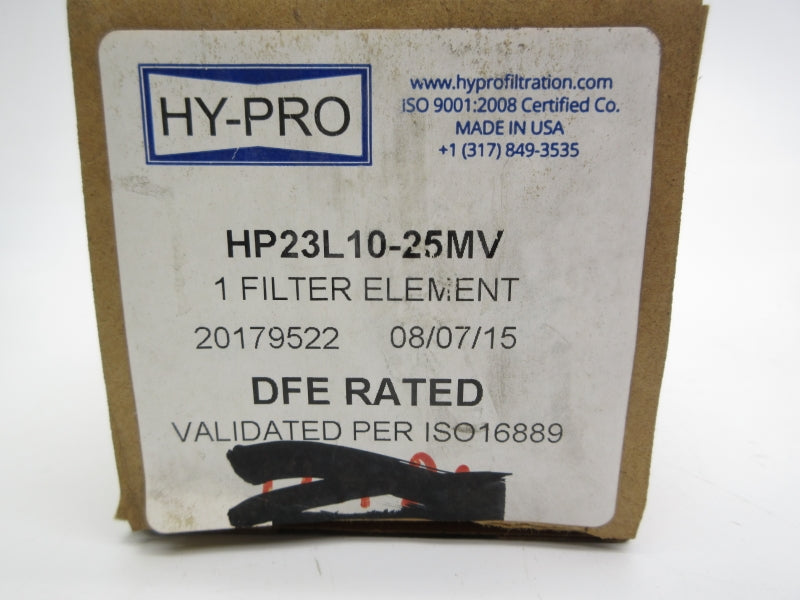 HY-PRO
www.hyprofiltration.com
ISO 9001:2008 Certified Co.
MADE IN USA
+1 (317) 849-3535
HP23L10-25MV
1 FILTER ELEMENT
20179522 08/07/15
DFE RATED
VALIDATED PER ISO16889